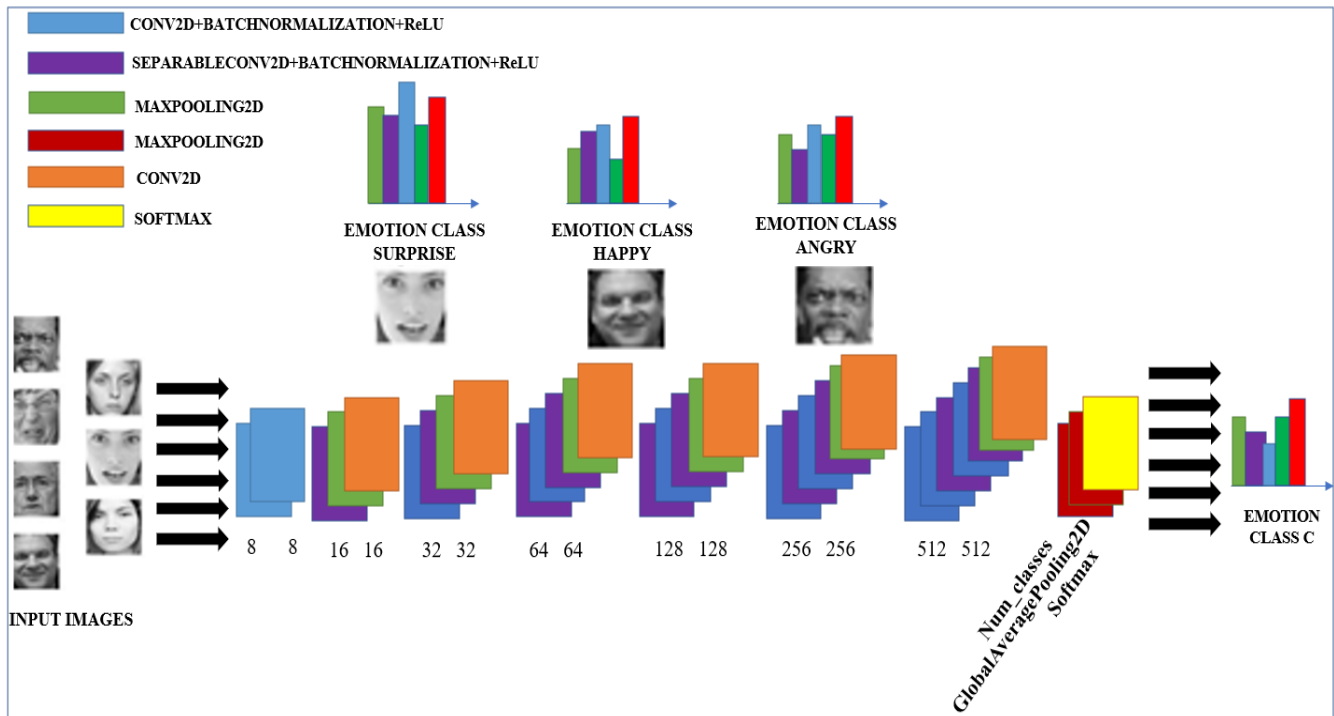 CONV2D+BATCHNORMALIZATION+ReLU
SEPARABLECONV2D+BATCHNORMALIZATION+ReLU
MAXPOOLING2D
MAXPOOLING2D
CONV2D
SOFTMAX
EMOTION CLASS
SURPRISE
EMOTION CLASS
HAPPY
EMOTION CLASS
ANGRY
8 8 16 16 32 32 64 64 128 128 256 256 512 512
Num_classes
GlobalAveragePooling2D
Softmax
EMOTION
CLASS C
INPUT IMAGES